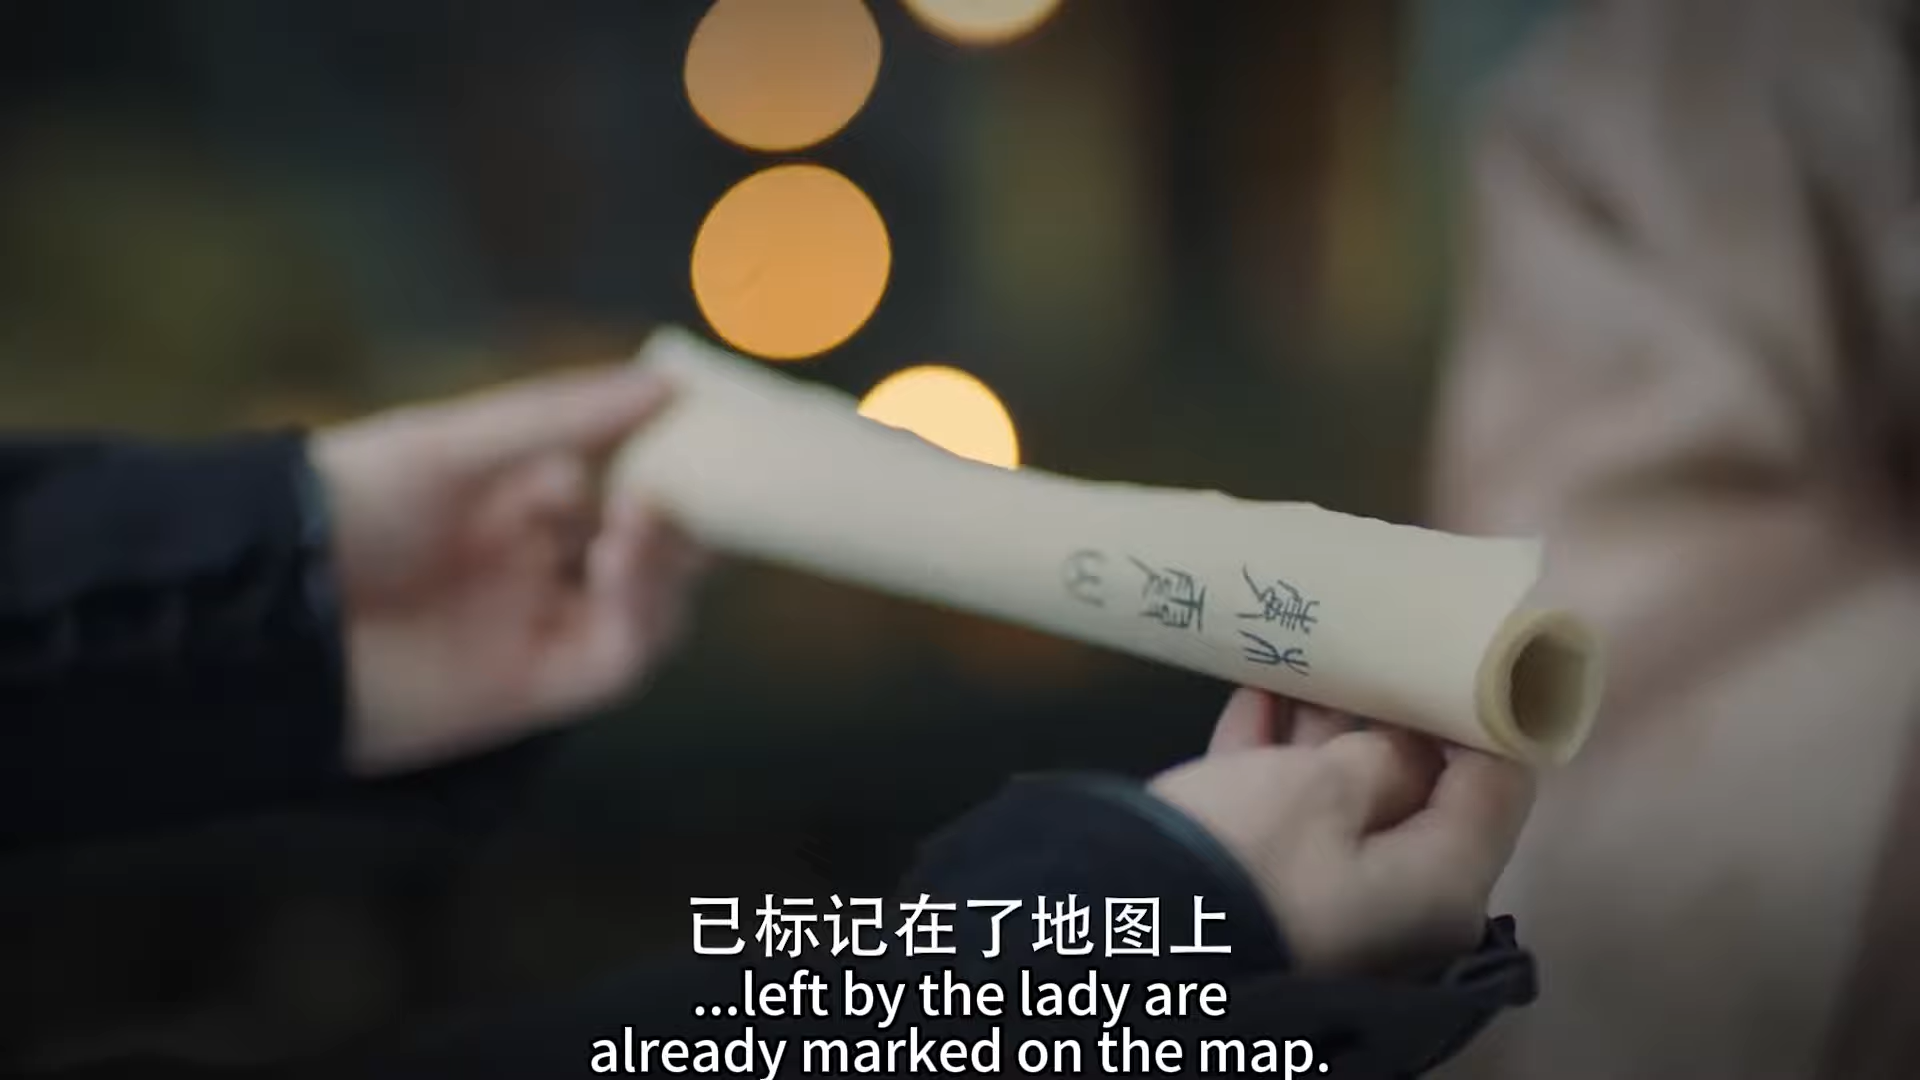 已标记在了地图上
...left by the lady are
already marked on the map.